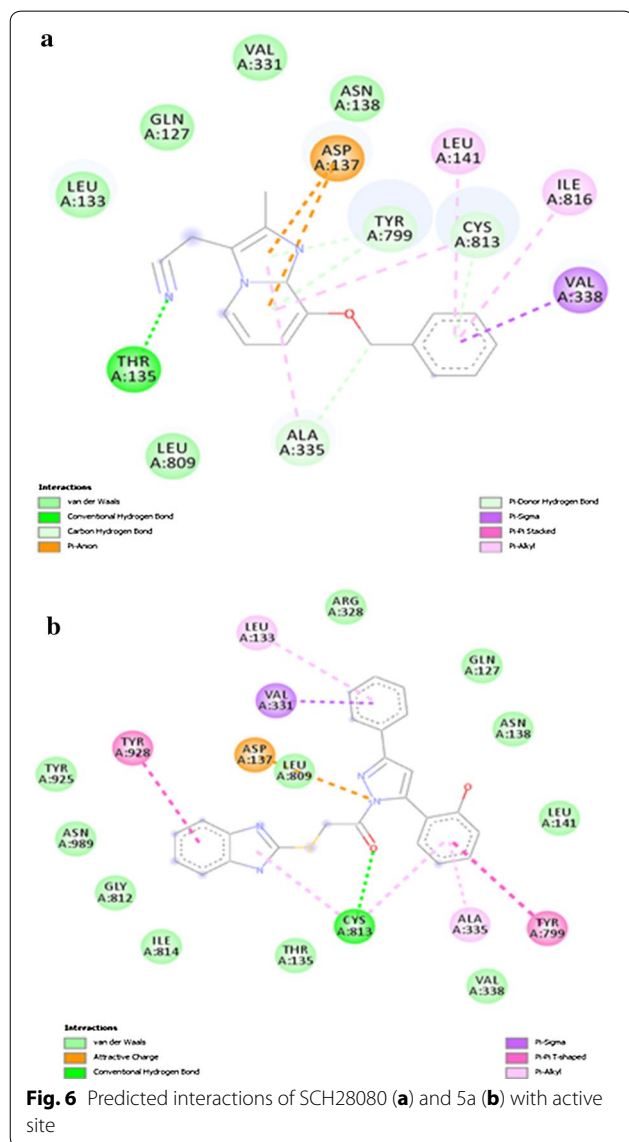 a
VAL
A:331
ASN
A:138
GLN
A:127
ASP
A:137
LEU
A:141
LEU
A:133
TYR
A:799
CYS
A:813
ILE
A:816
N
N
N
O
VAL
A:338
THR
A:135
LEU
A:809
ALA
A:335
Interactions
van der Waals
Conventional Hydrogen Bond
Carbon Hydrogen Bond
Pi-Anion
Pi-Donor Hydrogen Bond
Pi-Sigma
Pi-Pi Stacked
Pi-Alkyl
b
ARG
A:328
LEU
A:133
GLN
A:127
VAL
A:331
ASN
A:138
TYR
A:928
ASP
A:137
LEU
A:809
TYR
A:925
LEU
A:141
ASN
A:989
GLY
A:812
CYS
A:813
ALA
A:335
TYR
A:799
ILE
A:814
THR
A:135
VAL
A:338
Interactions
van der Waals
Attractive Charge
Conventional Hydrogen Bond
Pi-Sigma
Pi-Pi T-shaped
Pi-Alkyl
Fig. 6 Predicted interactions of SCH28080 (a) and 5a (b) with active
site